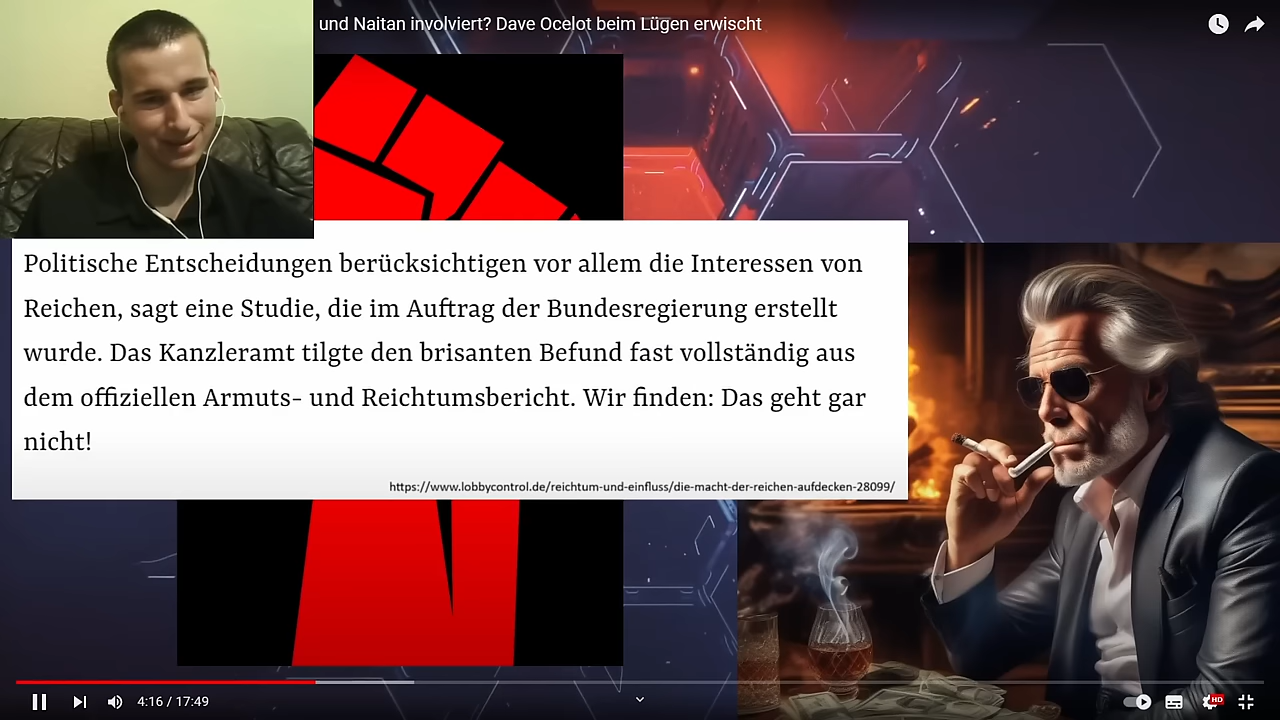 und Naitan involviert? Dave Ocelot beim Lügen erwischt
Politische Entscheidungen berücksichtigen vor allem die Interessen von
Reichen, sagt eine Studie, die im Auftrag der Bundesregierung erstellt
wurde. Das Kanzleramt tilgte den brisanten Befund fast vollständig aus
dem offiziellen Armuts- und Reichtumsbericht. Wir finden: Das geht gar
nicht!
https://www.lobbycontrol.de/reichtum-und-einfluss/die-macht-der-reichen-aufdecken-28099/
4:16 / 17:49
HD